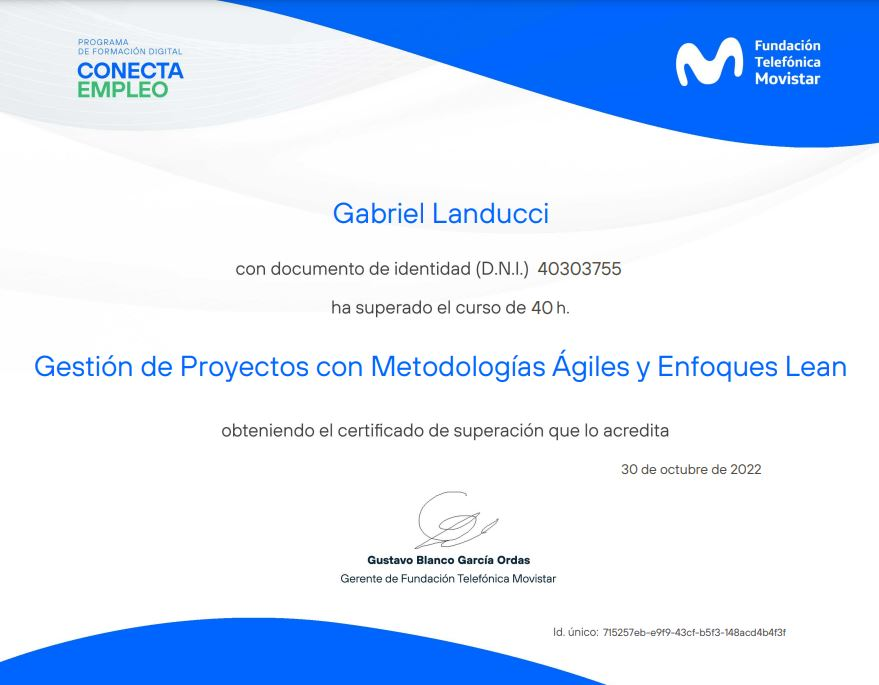 PROGRAMA
DE FORMACIÓN DIGITAL
CONECTA
EMPLEO
Fundación
Telefónica
Movistar
Gabriel Landucci
con documento de identidad (D.N.I.) 40303755
ha superado el curso de 40 h.
Gestión de Proyectos con Metodologías Ágiles y Enfoques Lean
obteniendo el certificado de superación que lo acredita
30 de octubre de 2022
Gustavo Blanco García Ordas
Gerente de Fundación Telefónica Movistar
Id. único: 715257eb-e9f9-43cf-b5f3-148acd4b4f3f